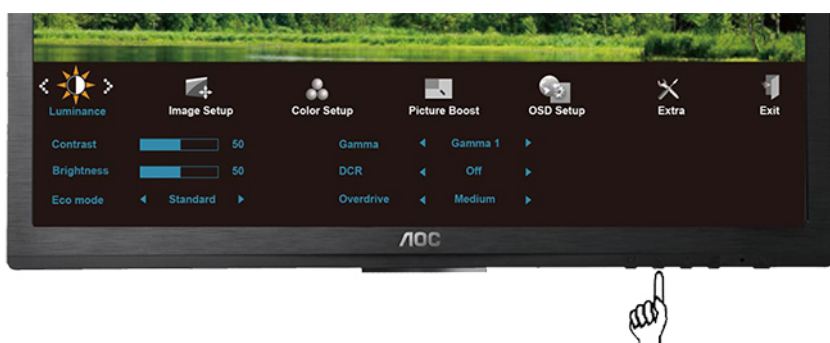 Luminance Image Setup Color Setup Picture Boost OSD Setup Extra Exit
Contrast 50 Gamma Gamma 1
Brightness 50 DCR Off
Eco mode Standard Overdrive Medium
AOC